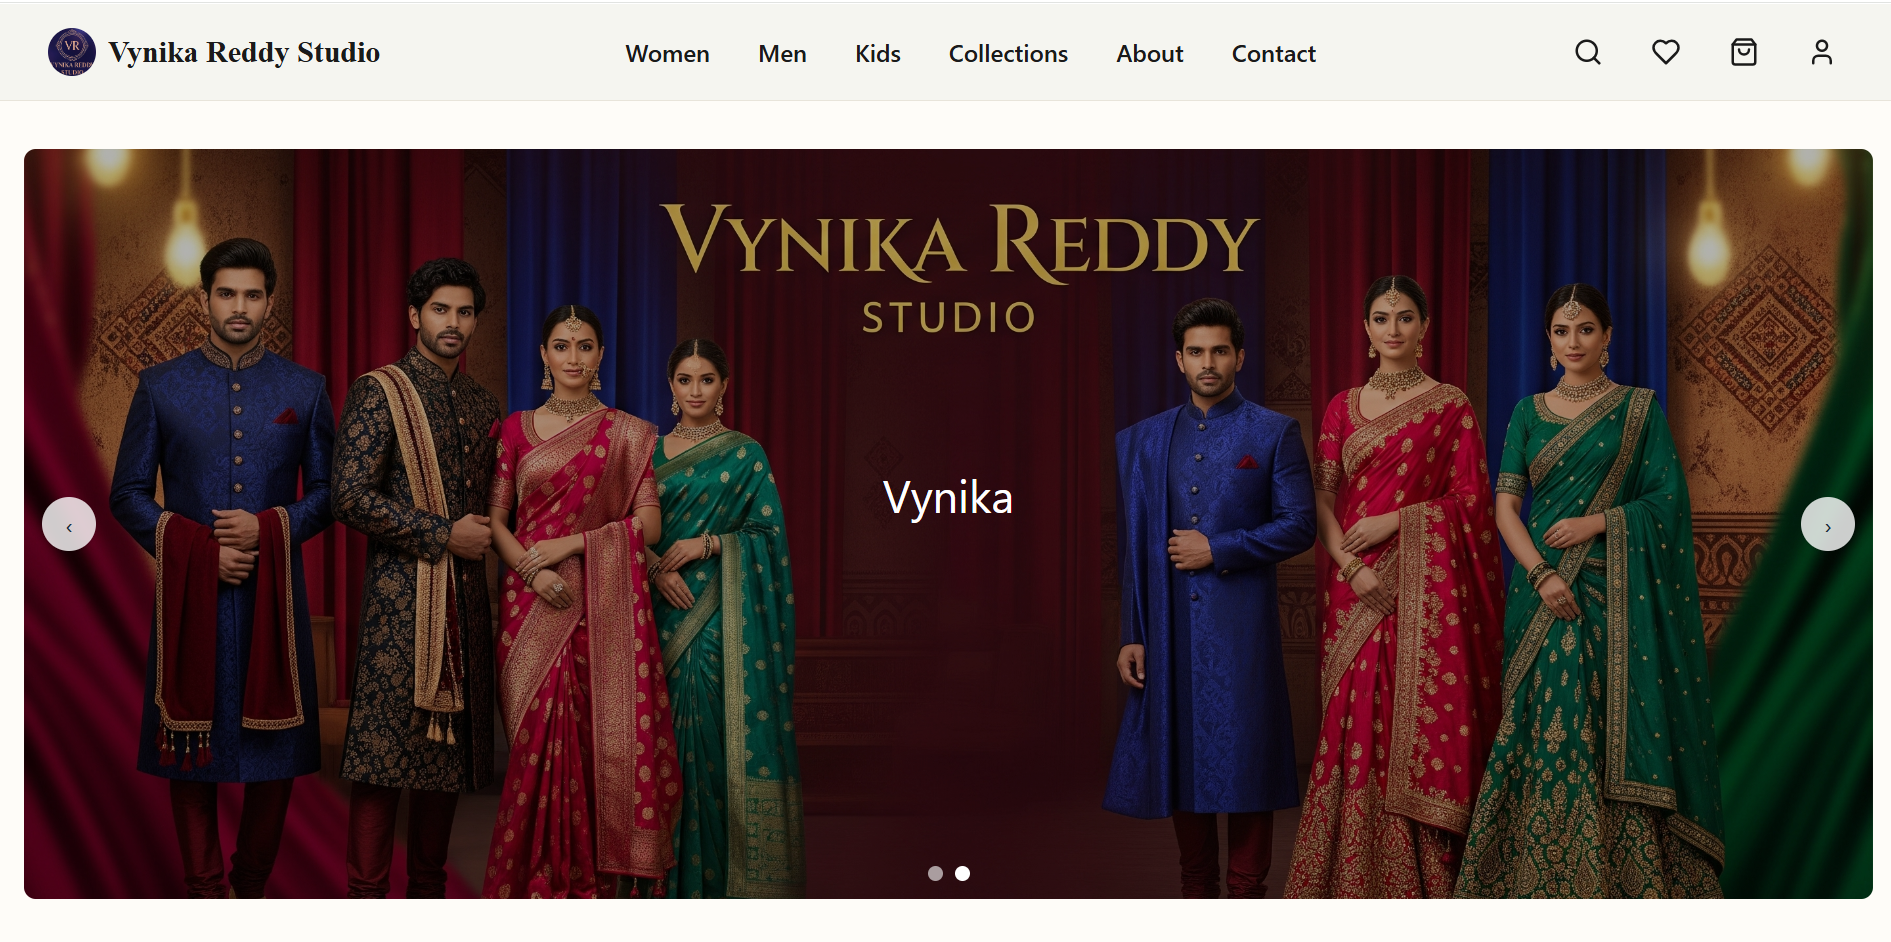 VR
VYNIKA REDDY
STUDIO
Vynika Reddy Studio
Women
Men
Kids
Collections
About
Contact
VYNIKA REDDY
STUDIO
Vynika
‹
›